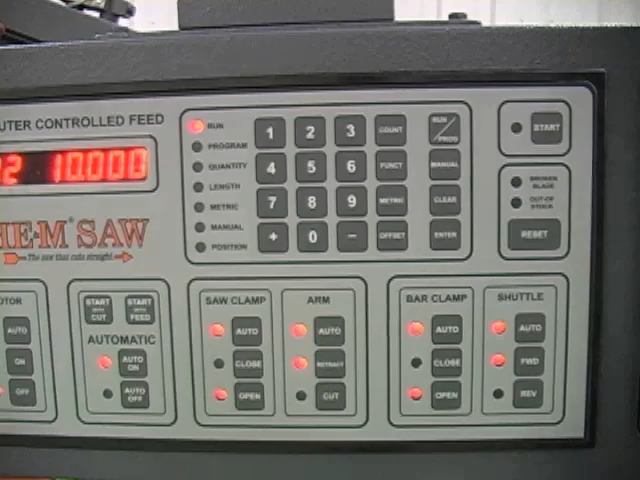 UTER CONTROLLED FEED
2 10.000
HE&M® SAW
The saw that cuts straight.
RUN
PROGRAM
QUANTITY
LENGTH
METRIC
MANUAL
POSITION
1 2 3 COUNT RUN/PROG
4 5 6 FUNCT MANUAL
7 8 9 METRIC CLEAR
+ 0 - OFFSET ENTER
START
BROKEN
BLADE
OUT-OF
STOCK
RESET
OTOR
AUTO
ON
OFF
START WITH CUT
START WITH FEED
AUTOMATIC
AUTO ON
AUTO OFF
SAW CLAMP
AUTO
CLOSE
OPEN
ARM
AUTO
RETRACT
CUT
BAR CLAMP
AUTO
CLOSE
OPEN
SHUTTLE
AUTO
FWD
REV